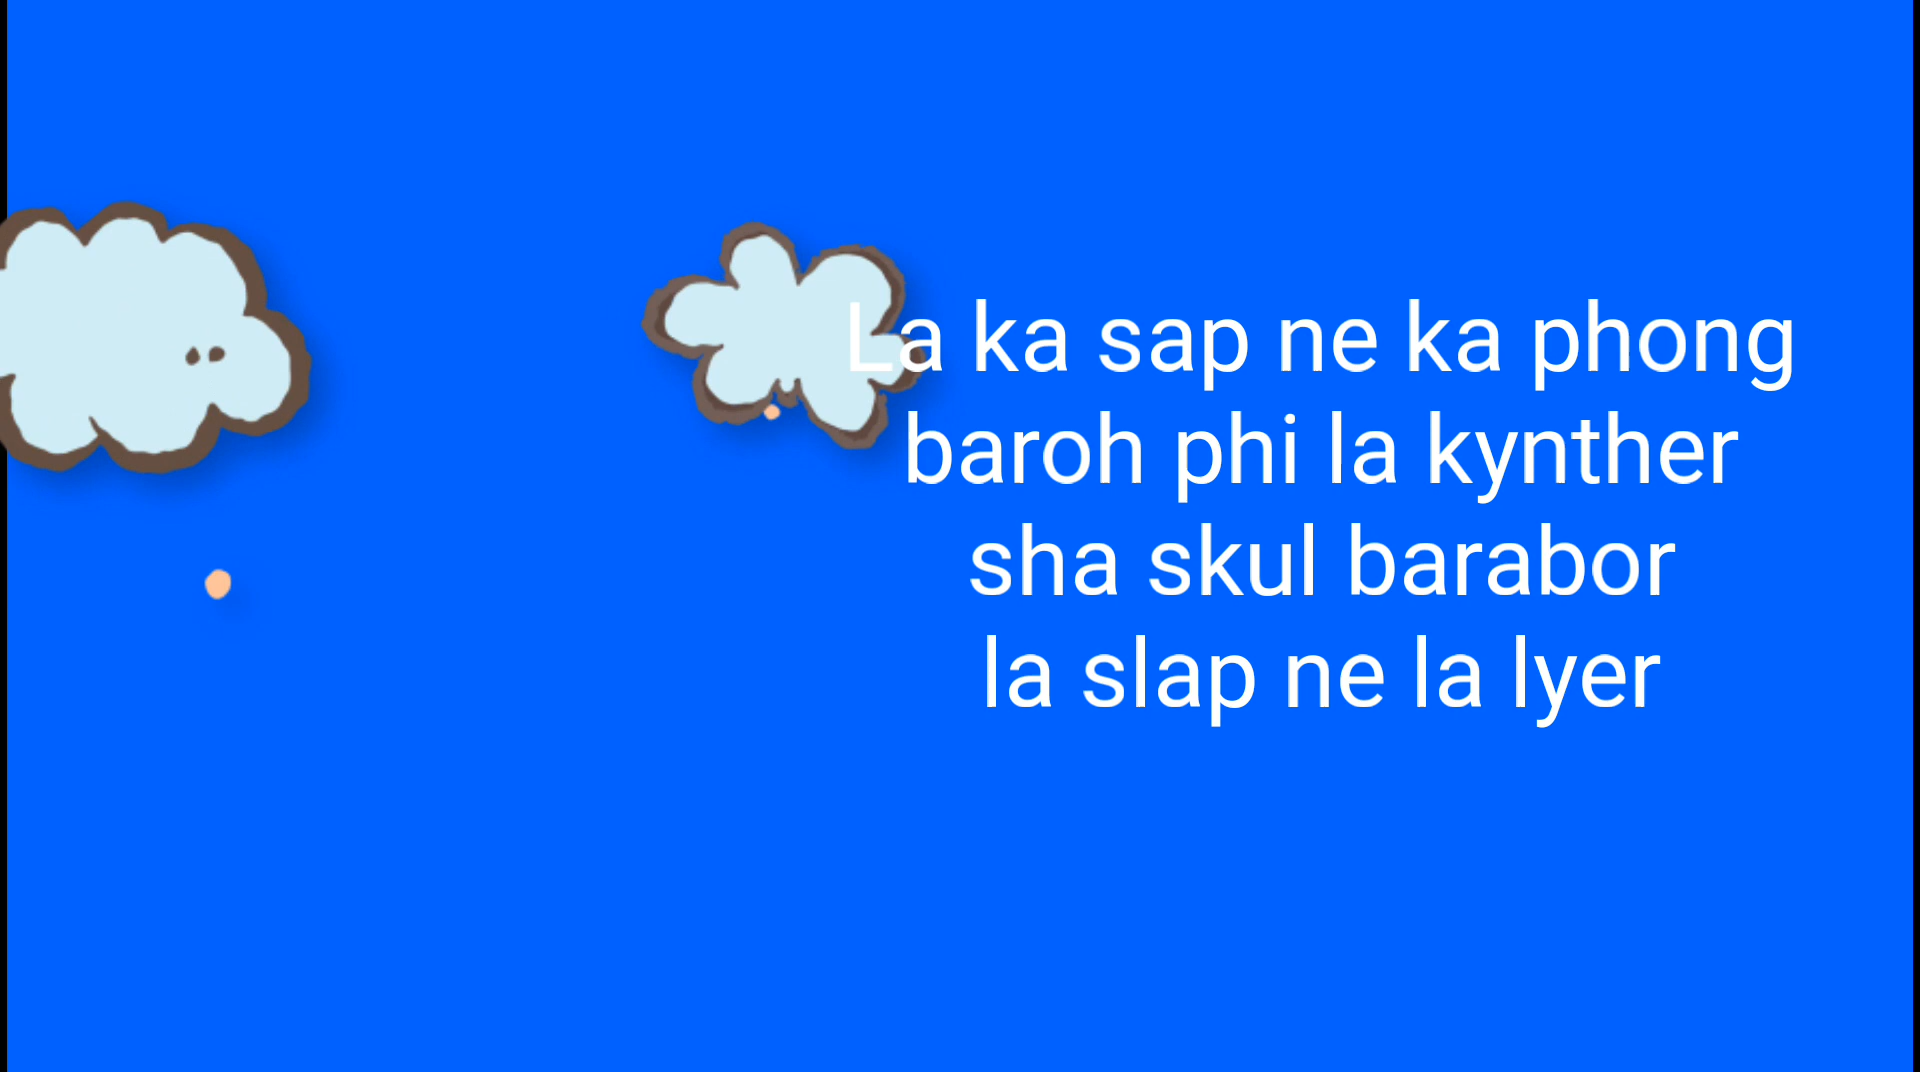 La ka sap ne ka phong
baroh phi la kynther
sha skul barabor
la slap ne la lyer